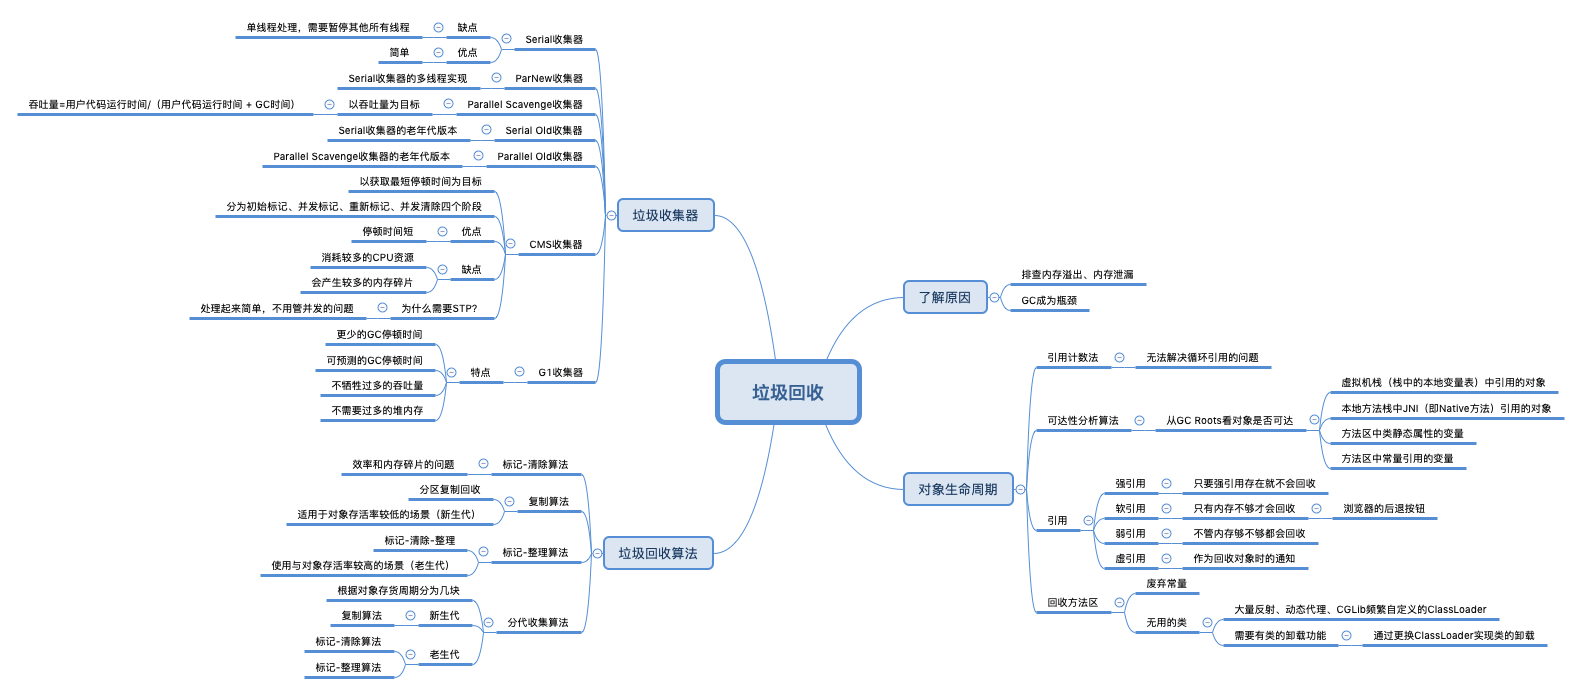 垃圾回收
了解原因
排查内存溢出、内存泄漏
GC成为瓶颈
对象生命周期
引用计数法
无法解决循环引用的问题
可达性分析算法
从GC Roots看对象是否可达
虚拟机栈（栈中的本地变量表）中引用的对象
本地方法栈中JNI（即Native方法）引用的对象
方法区中类静态属性的变量
方法区中常量引用的变量
引用
强引用
只要强引用存在就不会回收
软引用
只有内存不够才会回收
浏览器的后退按钮
弱引用
不管内存够不够都会回收
虚引用
作为回收对象时的通知
回收方法区
废弃常量
无用的类
大量反射、动态代理、CGLib频繁自定义的ClassLoader
需要有类的卸载功能
通过更换ClassLoader实现类的卸载
垃圾收集器
Serial收集器
缺点
单线程处理，需要暂停其他所有线程
优点
简单
ParNew收集器
Serial收集器的多线程实现
Parallel Scavenge收集器
以吞吐量为目标
吞吐量=用户代码运行时间/（用户代码运行时间 + GC时间）
Serial Old收集器
Serial收集器的老年代版本
Parallel Old收集器
Parallel Scavenge收集器的老年代版本
CMS收集器
以获取最短停顿时间为目标
分为初始标记、并发标记、重新标记、并发清除四个阶段
优点
停顿时间短
缺点
消耗较多的CPU资源
会产生较多的内存碎片
为什么需要STP?
处理起来简单，不用管并发的问题
G1收集器
特点
更少的GC停顿时间
可预测的GC停顿时间
不牺牲过多的吞吐量
不需要过多的堆内存
垃圾回收算法
标记-清除算法
效率和内存碎片的问题
复制算法
分区复制回收
适用于对象存活率较低的场景（新生代）
标记-整理算法
标记-清除-整理
使用与对象存活率较高的场景（老生代）
分代收集算法
根据对象存货周期分为几块
新生代
复制算法
老生代
标记-清除算法
标记-整理算法